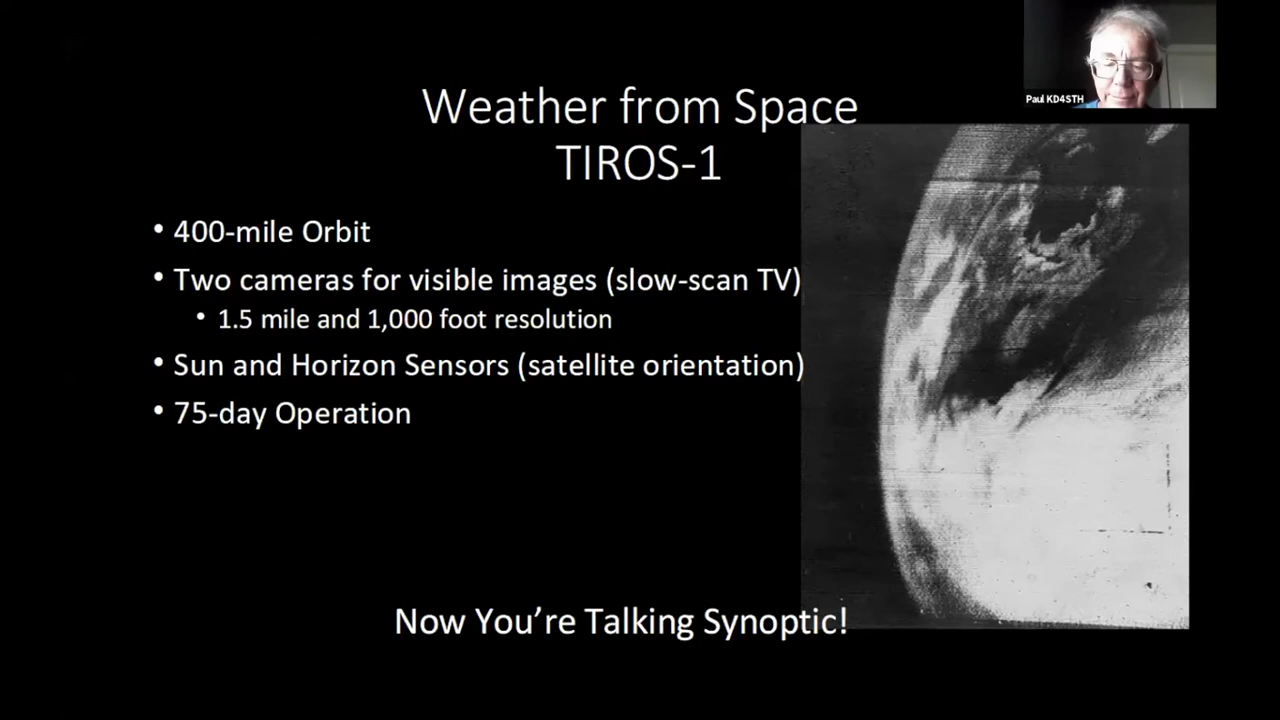 Paul KD4STH
Weather from Space
TIROS-1
• 400-mile Orbit
• Two cameras for visible images (slow-scan TV)
• 1.5 mile and 1,000 foot resolution
• Sun and Horizon Sensors (satellite orientation)
• 75-day Operation
Now You’re Talking Synoptic!